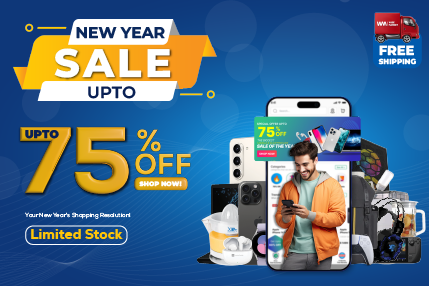 NEW YEAR
SALE
UPTO
FREE
SHIPPING
UPTO
75%
OFF
SHOP NOW!
Your New Year's Shopping Resolution!
Limited Stock
75%
OFF
SALE OF THE YEAR